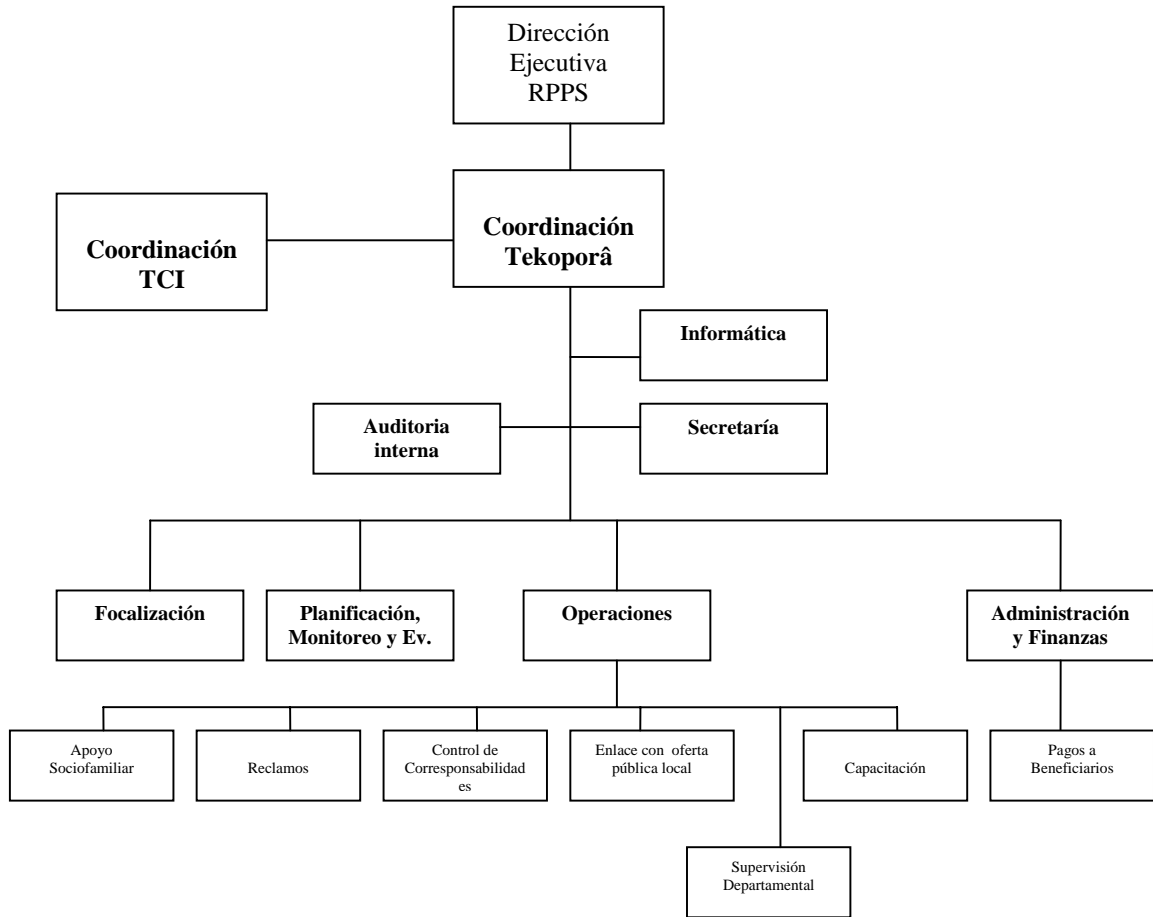 Dirección
Ejecutiva
RPPS
Coordinación
TCI
Coordinación
Tekoporâ
Informática
Auditoria
interna
Secretaría
Focalización
Planificación,
Monitoreo y Ev.
Operaciones
Administración
y Finanzas
Apoyo
Sociofamiliar
Reclamos
Control de
Corresponsabilidad
es
Enlace con oferta
pública local
Capacitación
Pagos a
Beneficiarios
Supervisión
Departamental